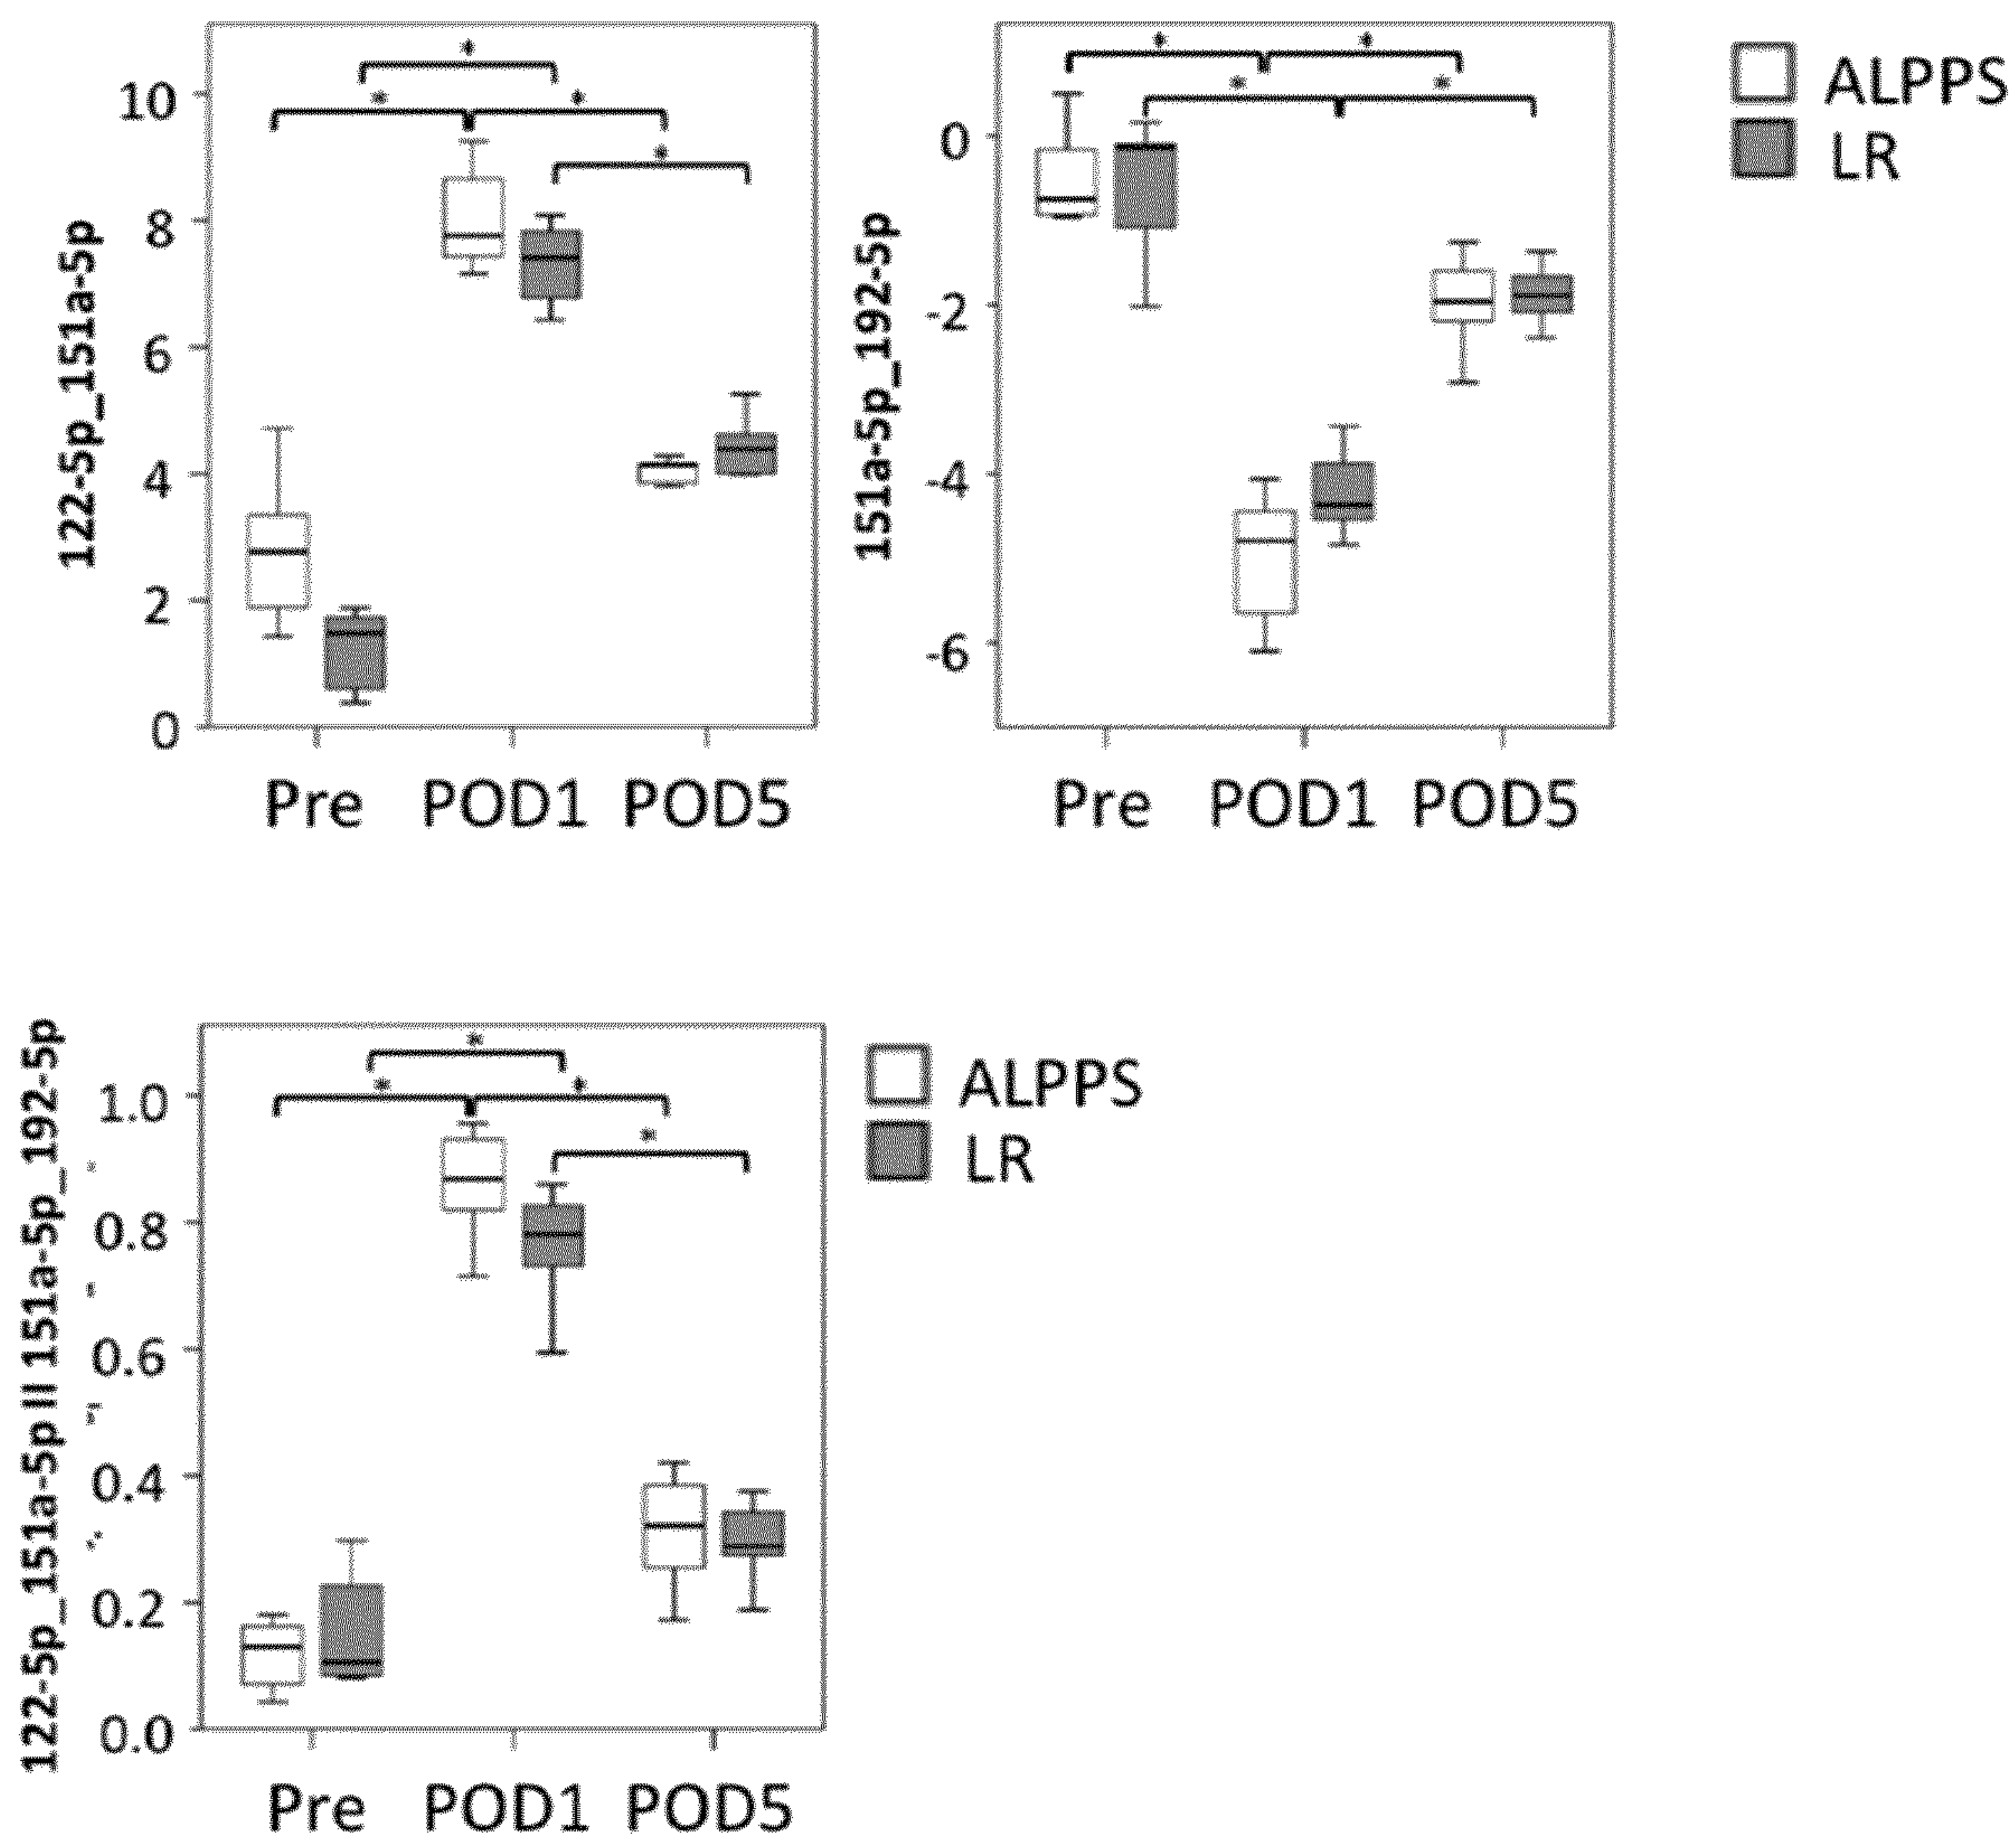 122-5p_151a-5p
10
8
6
4
2
0
* * * *
Pre POD1 POD5
151a-5p_192-5p
0
-2
-4
-6
* * * *
Pre POD1 POD5
ALPPS
LR
122-5p_151a-5p III 151a-5p_192-5p
1.0
0.8
0.6
0.4
0.2
0.0
* * * *
Pre POD1 POD5
ALPPS
LR